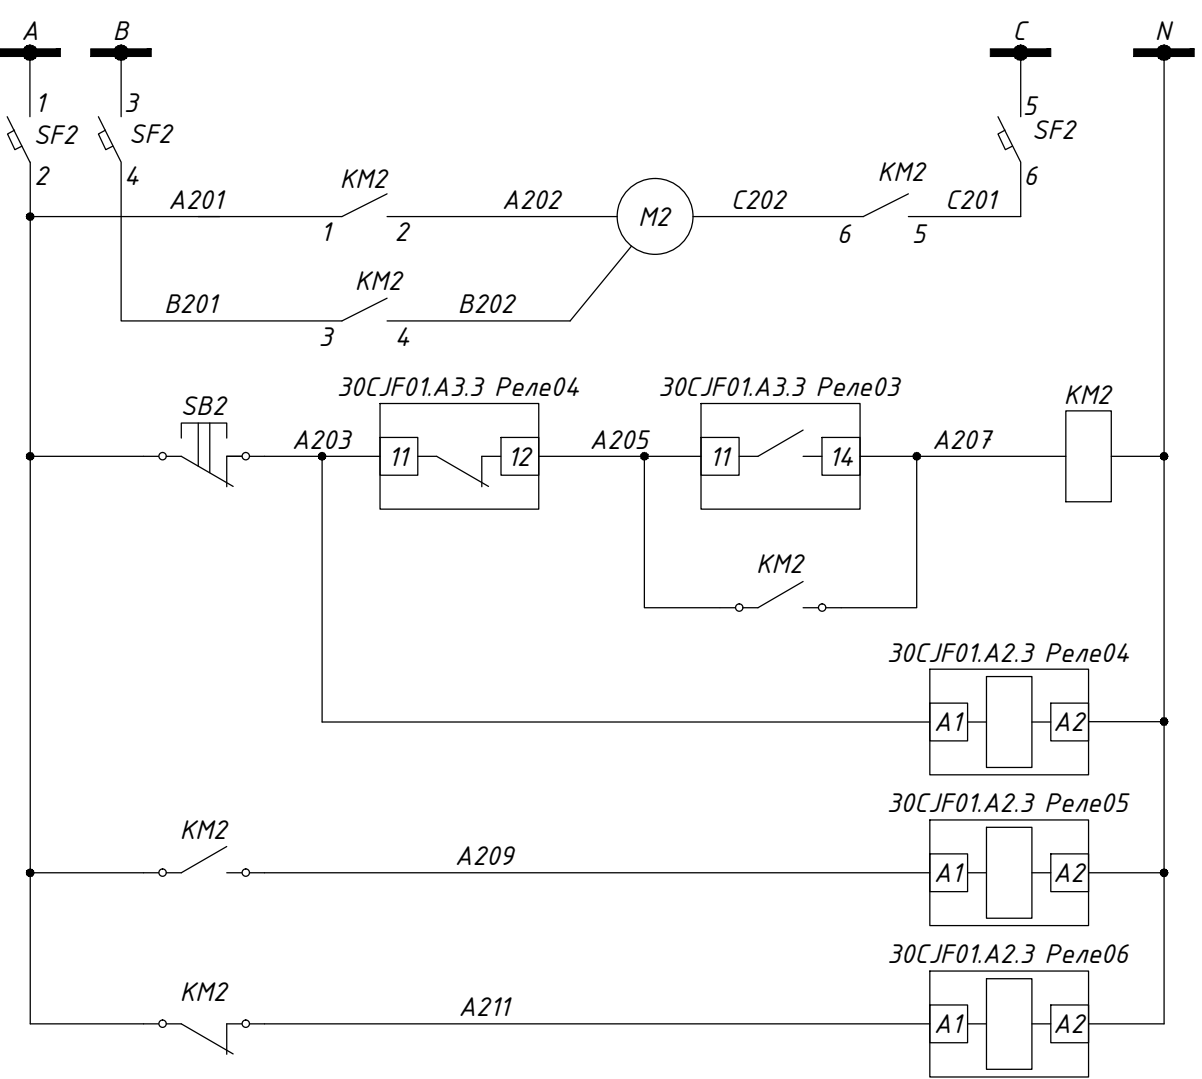 A B C N
1 3 5
SF2 SF2 SF2
2 4 6
A201 KM2 A202 M2 C202 KM2 C201
1 2 6 5
B201 KM2 B202
3 4
SB2 30CJF01.A3.3 Реле04 30CJF01.A3.3 Реле03 KM2
A203 11 12 A205 11 14 A207
KM2
30CJF01.A2.3 Реле04
A1 A2
30CJF01.A2.3 Реле05
KM2 A209 A1 A2
30CJF01.A2.3 Реле06
KM2 A211 A1 A2